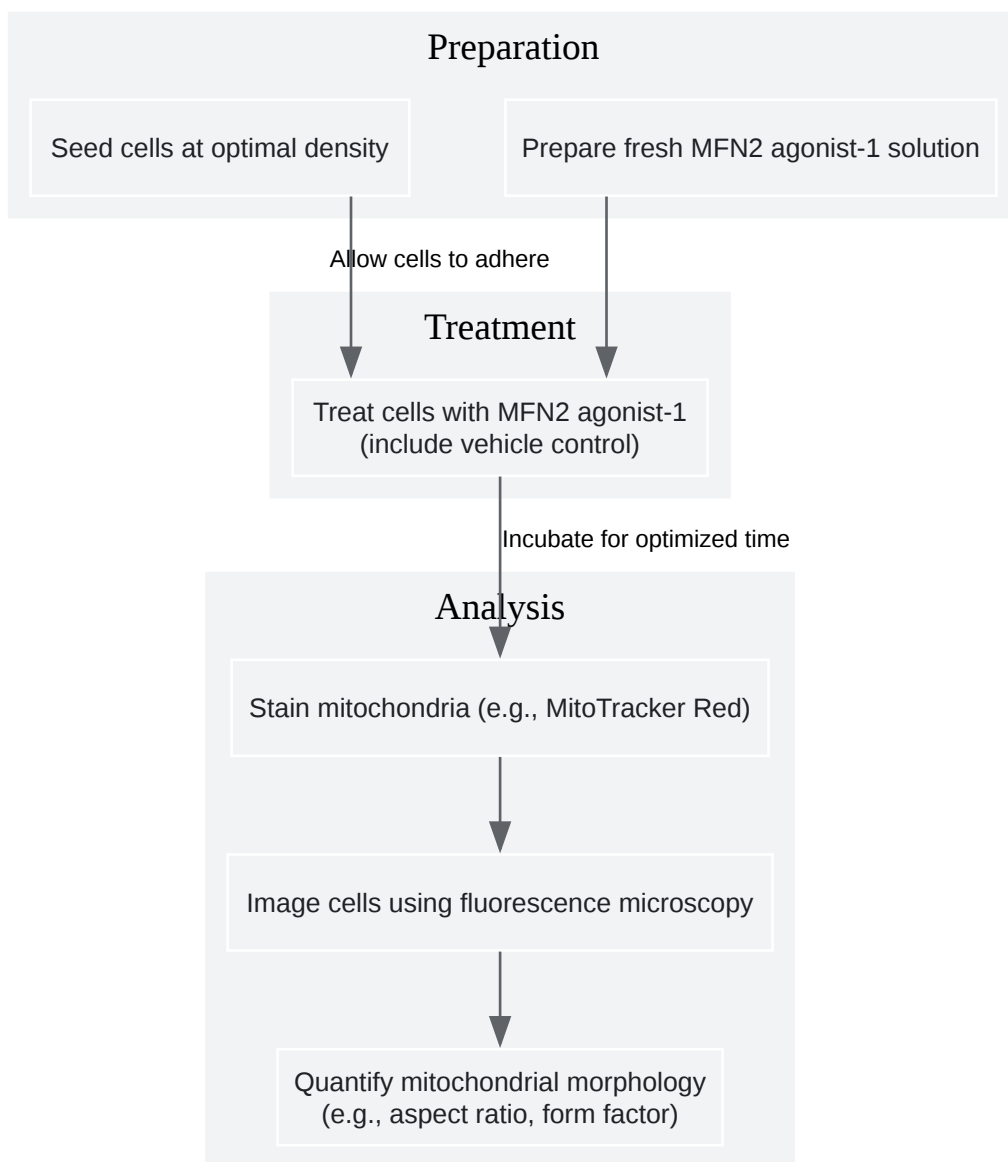 Preparation
Seed cells at optimal density
Prepare fresh MFN2 agonist-1 solution
Allow cells to adhere
Treatment
Treat cells with MFN2 agonist-1
(include vehicle control)
Incubate for optimized time
Analysis
Stain mitochondria (e.g., MitoTracker Red)
Image cells using fluorescence microscopy
Quantify mitochondrial morphology
(e.g., aspect ratio, form factor)